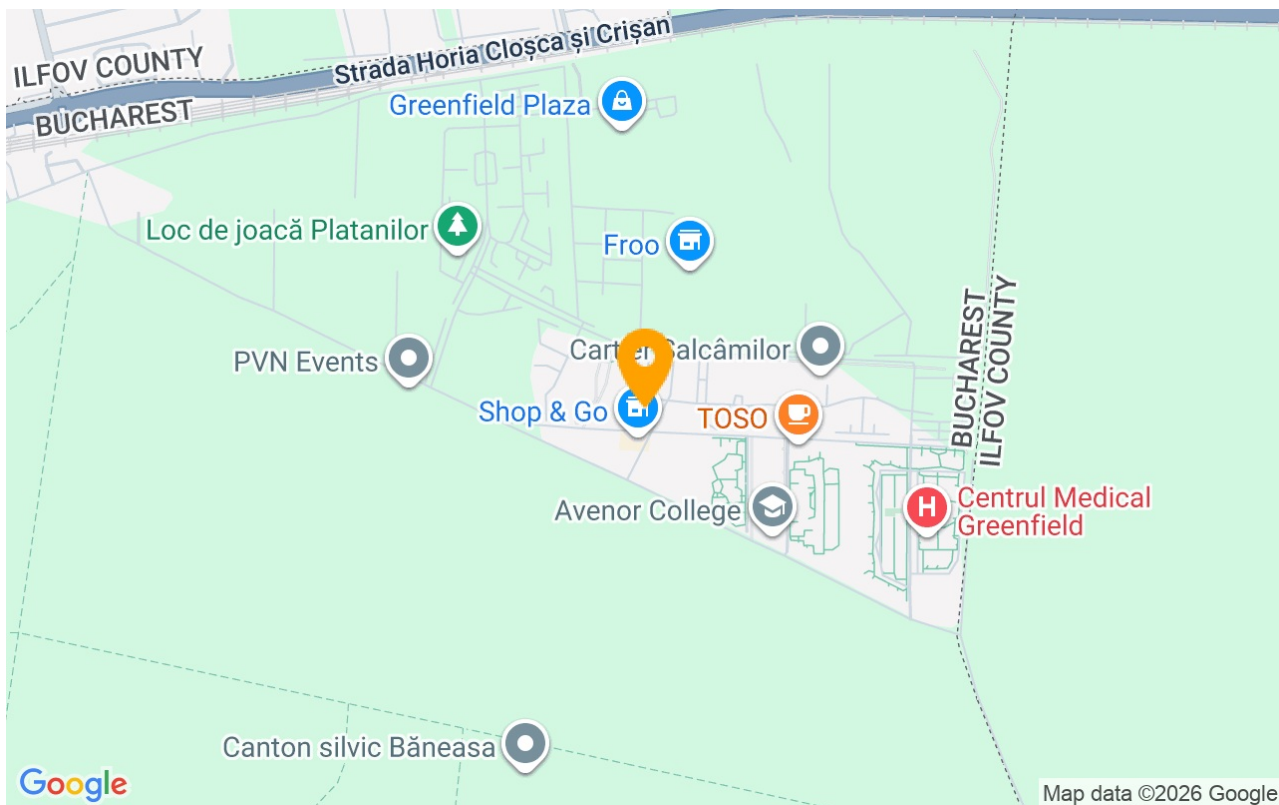 ILFOV COUNTY
BUCHAREST
Strada Horia Cloșca și Crișan
Greenfield Plaza
Loc de joacă Platanilor
Froo
PVN Events
Cartier Salcâmilor
Shop & Go
TOSO
BUCHAREST
ILFOV COUNTY
Avenor College
H
Centrul Medical
Greenfield
Canton silvic Băneasa
Google
Map data ©2026 Google